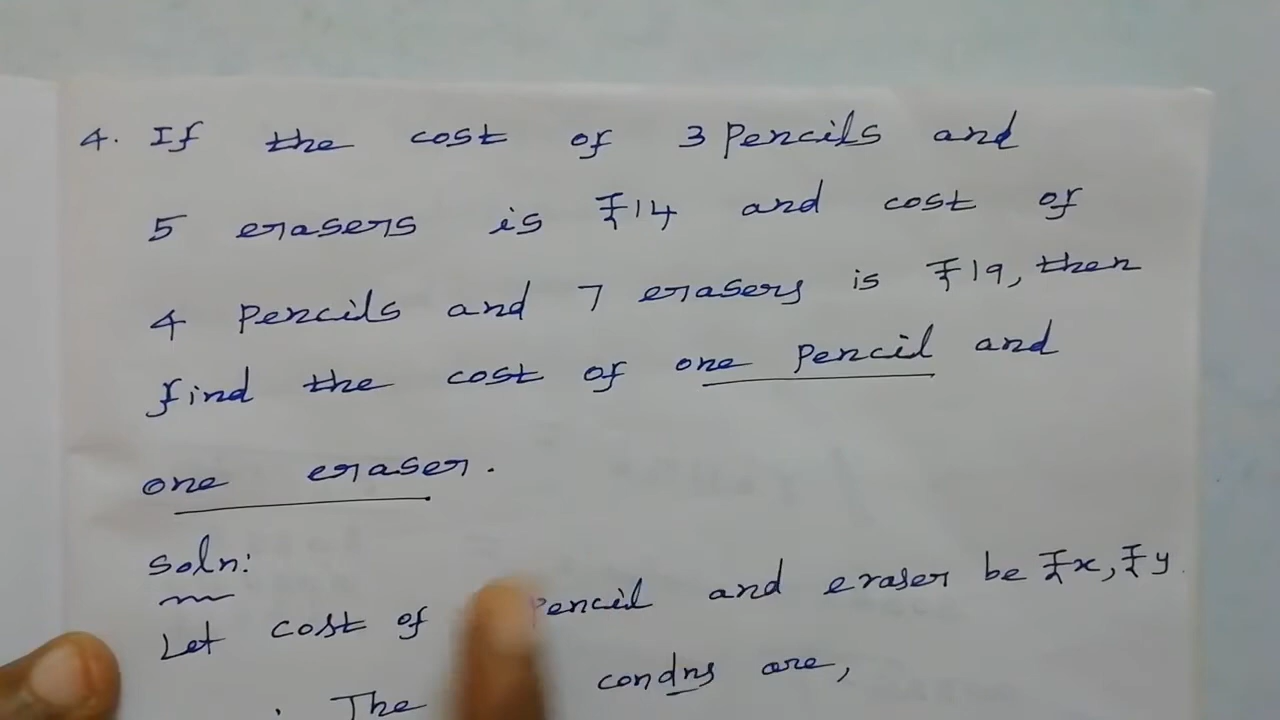 4. If the cost of 3 pencils and
5 erasers is ₹14 and cost of
4 pencils and 7 erasers is ₹19, then
find the cost of one pencil and
one eraser.
Soln:
Let cost of pencil and eraser be ₹x, ₹y.
∴ The condns are,